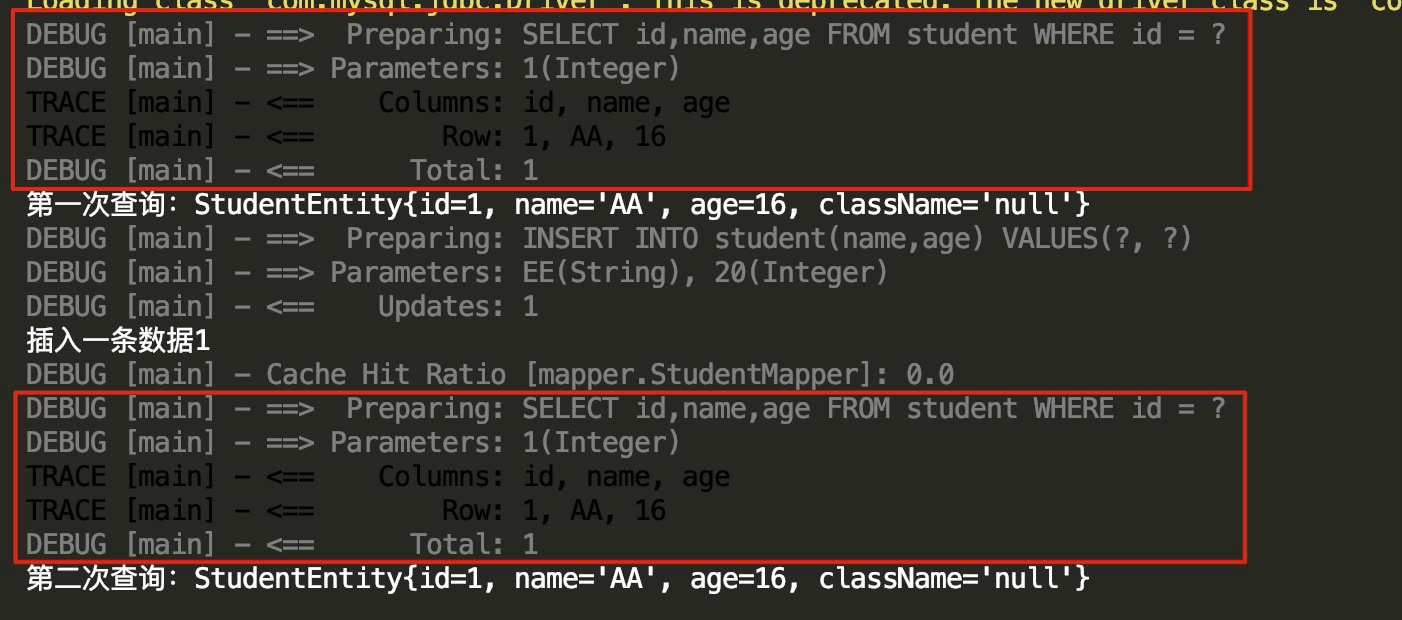 Loading class `com.mysql.jdbc.Driver'. This is deprecated. The new driver class is `co
DEBUG [main] - ==>  Preparing: SELECT id,name,age FROM student WHERE id = ?
DEBUG [main] - ==> Parameters: 1(Integer)
TRACE [main] - <==    Columns: id, name, age
TRACE [main] - <==        Row: 1, AA, 16
DEBUG [main] - <==      Total: 1
第一次查询：StudentEntity{id=1, name='AA', age=16, className='null'}
DEBUG [main] - ==>  Preparing: INSERT INTO student(name,age) VALUES(?, ?)
DEBUG [main] - ==> Parameters: EE(String), 20(Integer)
DEBUG [main] - <==    Updates: 1
插入一条数据1
DEBUG [main] - Cache Hit Ratio [mapper.StudentMapper]: 0.0
DEBUG [main] - ==>  Preparing: SELECT id,name,age FROM student WHERE id = ?
DEBUG [main] - ==> Parameters: 1(Integer)
TRACE [main] - <==    Columns: id, name, age
TRACE [main] - <==        Row: 1, AA, 16
DEBUG [main] - <==      Total: 1
第二次查询：StudentEntity{id=1, name='AA', age=16, className='null'}